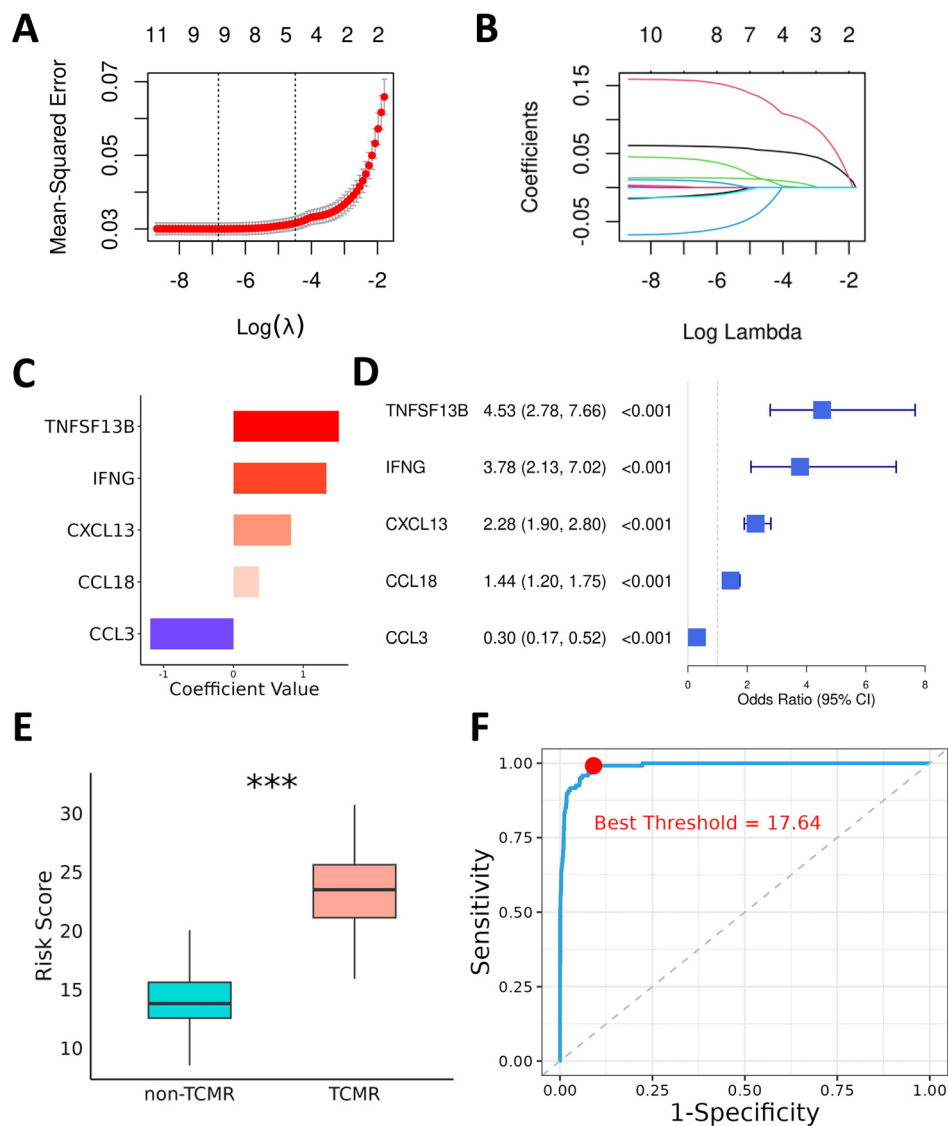 A
11 9 9 8 5 4 2 2
Mean-Squared Error
0.07
0.05
0.03
-8 -6 -4 -2
Log(λ)
B
10 8 7 4 3 2
Coefficients
0.15
0.05
-0.05
-8 -6 -4 -2
Log Lambda
C
TNFSF13B
IFNG
CXCL13
CCL18
CCL3
-1 0 1
Coefficient Value
D
TNFSF13B 4.53 (2.78, 7.66) <0.001
IFNG 3.78 (2.13, 7.02) <0.001
CXCL13 2.28 (1.90, 2.80) <0.001
CCL18 1.44 (1.20, 1.75) <0.001
CCL3 0.30 (0.17, 0.52) <0.001
0 2 4 6 8
Odds Ratio (95% CI)
E
***
Risk Score
30
25
20
15
10
non-TCMR TCMR
F
Sensitivity
1.00
0.75
0.50
0.25
0.00
Best Threshold = 17.64
0.00 0.25 0.50 0.75 1.00
1-Specificity